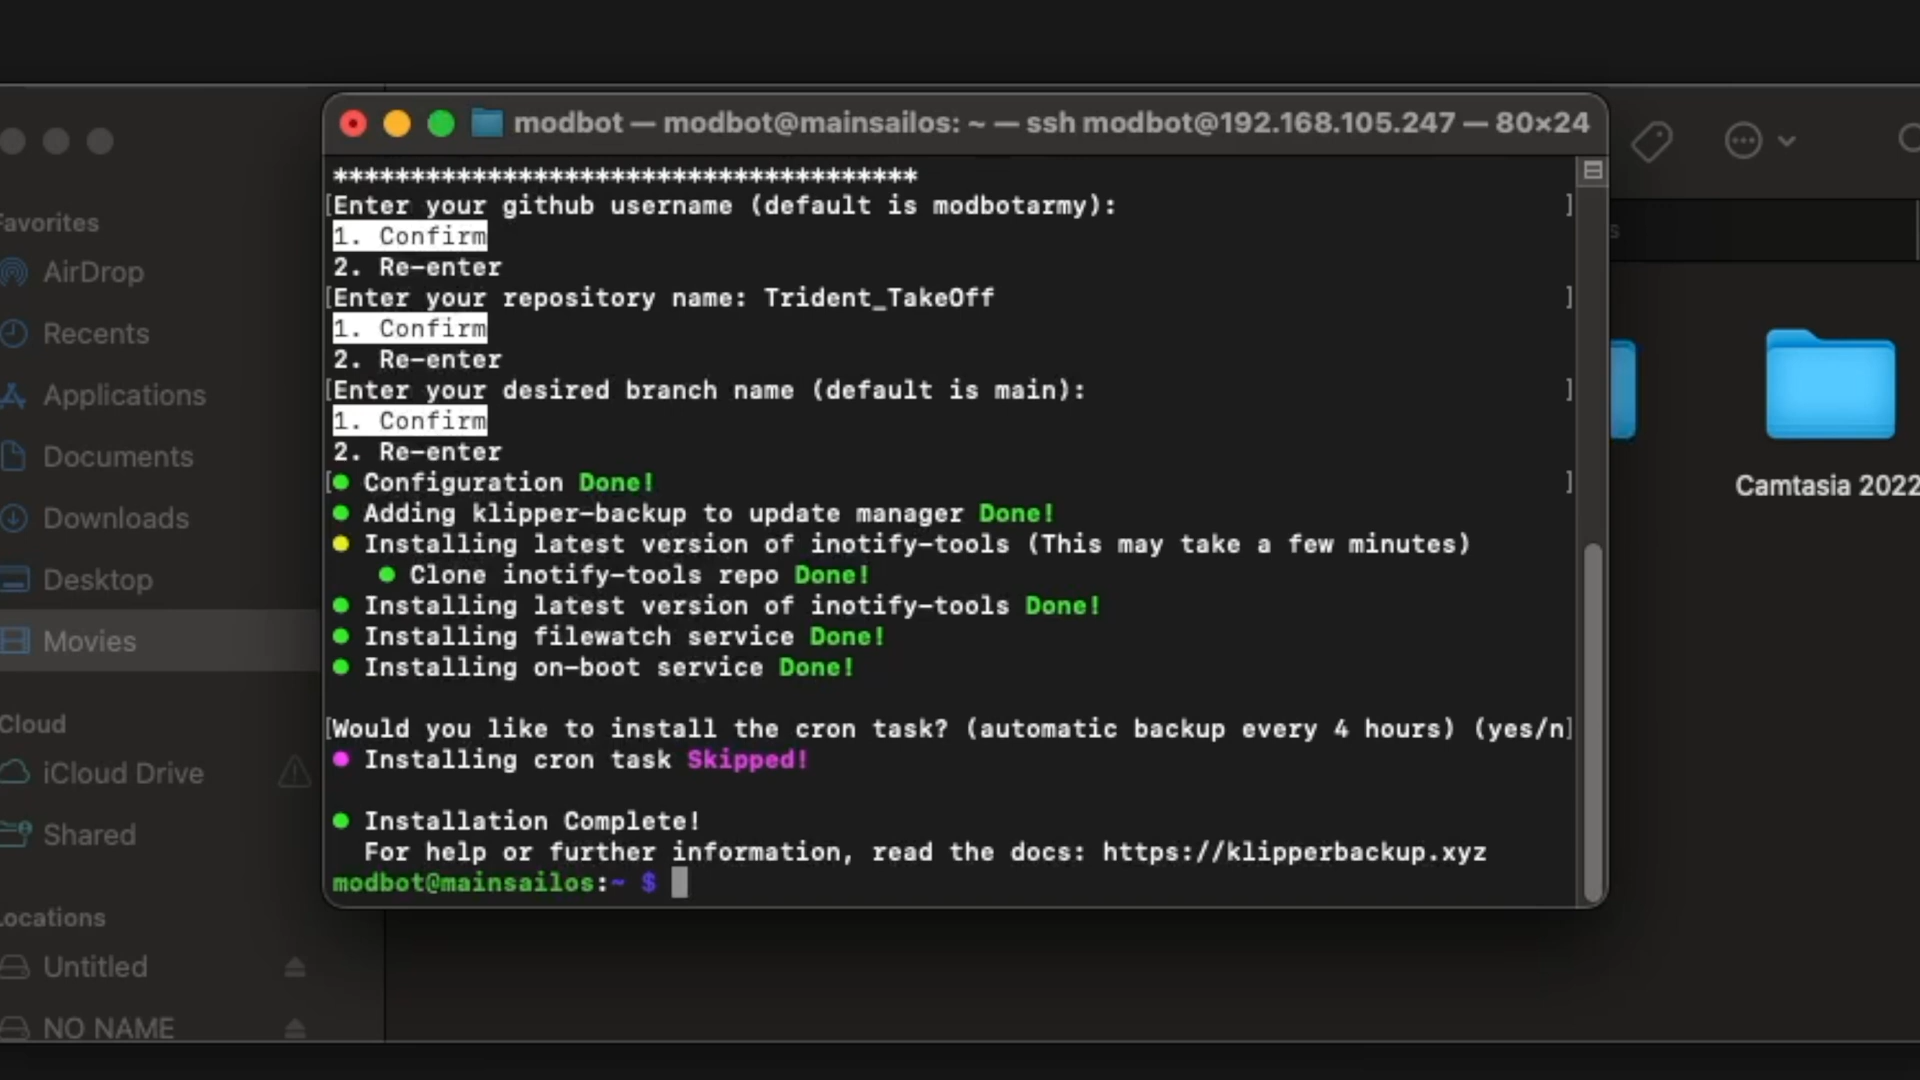 modbot — modbot@mainsailos: ~ — ssh modbot@192.168.105.247 — 80×24
**************************************
[Enter your github username (default is modbotarmy): ]
1. Confirm
2. Re-enter
[Enter your repository name: Trident_TakeOff ]
1. Confirm
2. Re-enter
[Enter your desired branch name (default is main): ]
1. Confirm
2. Re-enter
[● Configuration Done! ]
● Adding klipper-backup to update manager Done!
● Installing latest version of inotify-tools (This may take a few minutes)
● Clone inotify-tools repo Done!
● Installing latest version of inotify-tools Done!
● Installing filewatch service Done!
● Installing on-boot service Done!
[Would you like to install the cron task? (automatic backup every 4 hours) (yes/n]
● Installing cron task Skipped!
● Installation Complete!
For help or further information, read the docs: https://klipperbackup.xyz
modbot@mainsailos:~ $
Favorites
AirDrop
Recents
Applications
Documents
Downloads
Desktop
Movies
iCloud
iCloud Drive
Shared
Locations
Untitled
NO NAME
Camtasia 2022